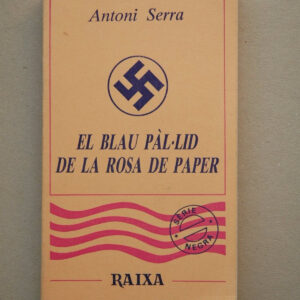 Antoni Serra
EL BLAU PÀL·LID
DE LA ROSA DE PAPER
SÈRIE
NEGRA
RAIXA